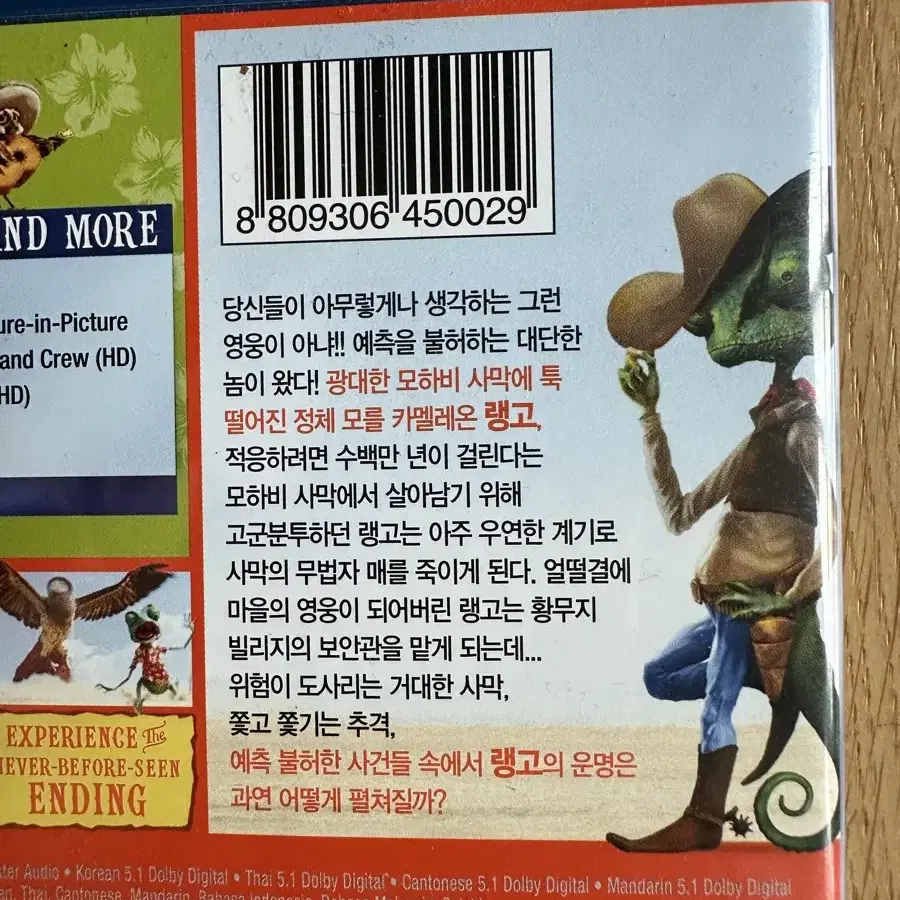 8 809306 450029
AND MORE
ure-in-Picture
and Crew (HD)
HD)
당신들이 아무렇게나 생각하는 그런
영웅이 아냐!! 예측을 불허하는 대단한
놈이 왔다! 광대한 모하비 사막에 툭
떨어진 정체 모를 카멜레온 랭고,
적응하려면 수백만 년이 걸린다는
모하비 사막에서 살아남기 위해
고군분투하던 랭고는 아주 우연한 계기로
사막의 무법자 매를 죽이게 된다. 얼떨결에
마을의 영웅이 되어버린 랭고는 황무지
빌리지의 보안관을 맡게 되는데...
위험이 도사리는 거대한 사막,
쫓고 쫓기는 추격,
예측 불허한 사건들 속에서 랭고의 운명은
과연 어떻게 펼쳐질까?
EXPERIENCE The
NEVER-BEFORE-SEEN
ENDING
ster Audio • Korean 5.1 Dolby Digital • Thai 5.1 Dolby Digital • Cantonese 5.1 Dolby Digital • Mandarin 5.1 Dolby Digital
Thai, Cantonese, Mandarin, Bahasa Indonesia,